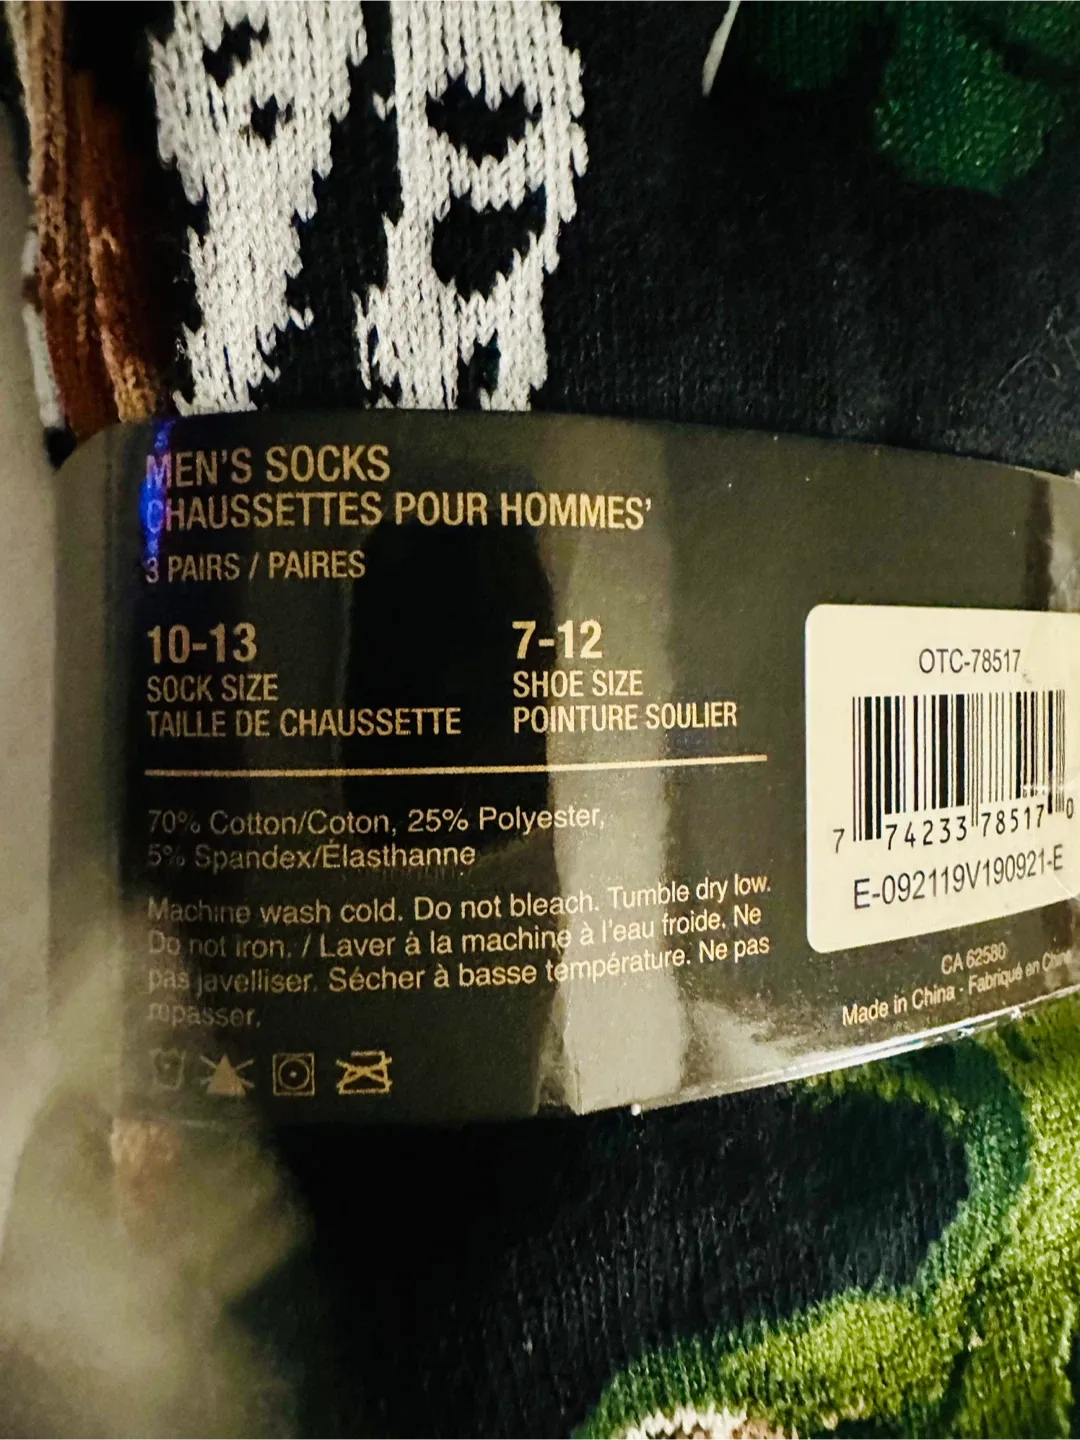 MEN'S SOCKS
CHAUSSETTES POUR HOMMES'
3 PAIRS / PAIRES
10-13
SOCK SIZE
TAILLE DE CHAUSSETTE
7-12
SHOE SIZE
POINTURE SOULIER
70% Cotton/Coton, 25% Polyester,
5% Spandex/Élasthanne
Machine wash cold. Do not bleach. Tumble dry low.
Do not iron. / Laver à la machine à l'eau froide. Ne
pas javelliser. Sécher à basse température. Ne pas
repasser.
OTC-78517
7 74233 78517 0
E-092119V190921-E
CA 62580
Made in China - Fabriqué en Chine